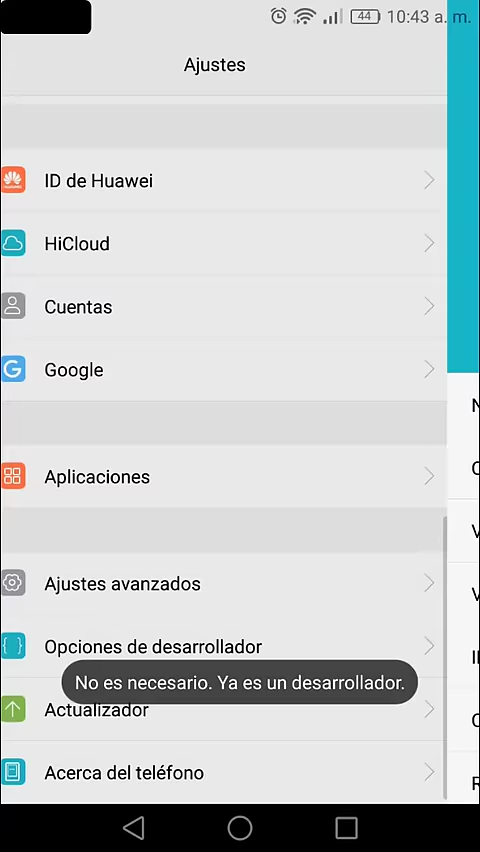 44 10:43 a. m.
Ajustes
ID de Huawei
HiCloud
Cuentas
Google
N
Aplicaciones
C
V
Ajustes avanzados
V
Opciones de desarrollador
No es necesario. Ya es un desarrollador.
Actualizador
Acerca del teléfono